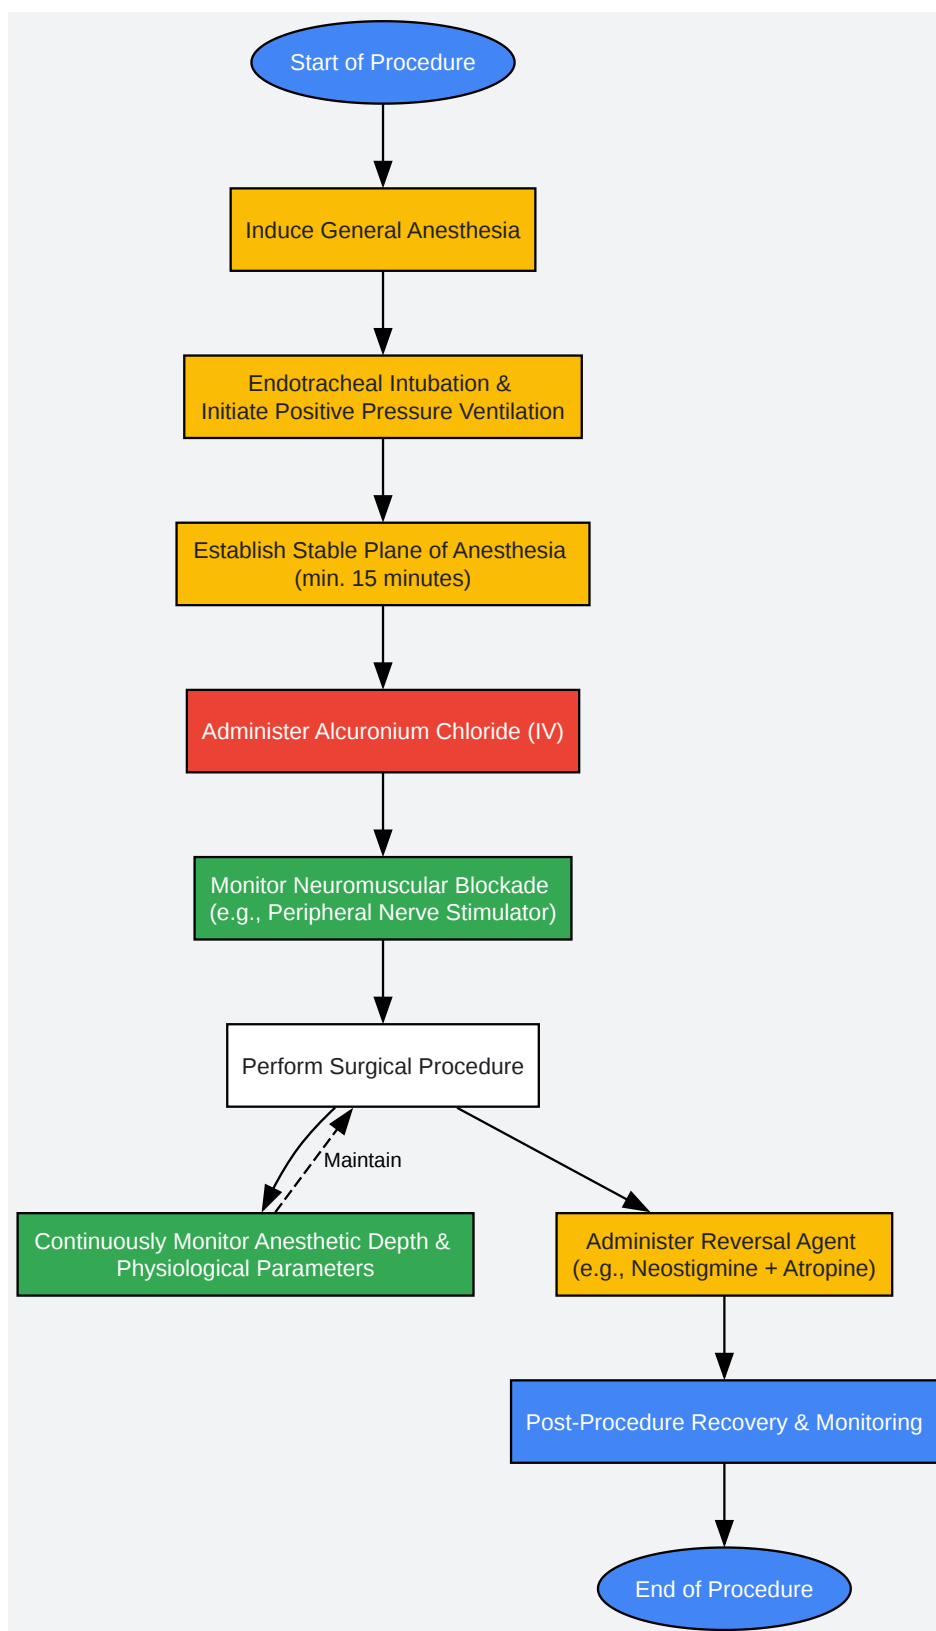 Start of Procedure
Induce General Anesthesia
Endotracheal Intubation &
Initiate Positive Pressure Ventilation
Establish Stable Plane of Anesthesia
(min. 15 minutes)
Administer Alcuronium Chloride (IV)
Monitor Neuromuscular Blockade
(e.g., Peripheral Nerve Stimulator)
Perform Surgical Procedure
Maintain
Continuously Monitor Anesthetic Depth &
Physiological Parameters
Administer Reversal Agent
(e.g., Neostigmine + Atropine)
Post-Procedure Recovery & Monitoring
End of Procedure